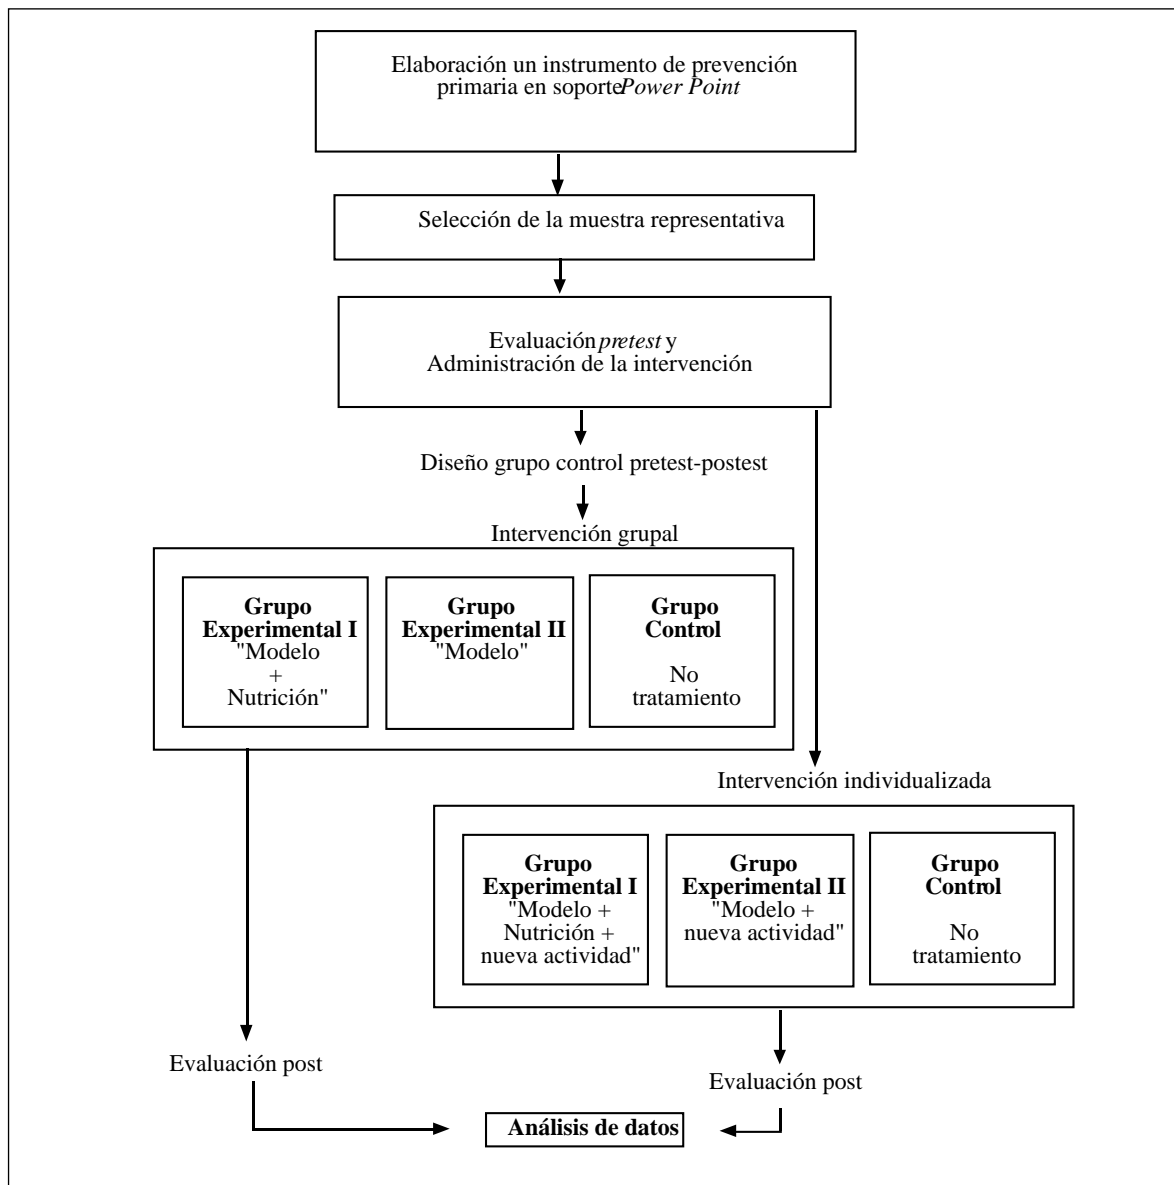 Elaboración un instrumento de prevención
primaria en soporte Power Point
Selección de la muestra representativa
Evaluación pretest y
Administración de la intervención
Diseño grupo control pretest-postest
Intervención grupal
Grupo
Experimental I
"Modelo
+
Nutrición"
Grupo
Experimental II
"Modelo"
Grupo
Control
No
tratamiento
Intervención individualizada
Grupo
Experimental I
"Modelo +
Nutrición +
nueva actividad"
Grupo
Experimental II
"Modelo +
nueva actividad"
Grupo
Control
No
tratamiento
Evaluación post
Evaluación post
Análisis de datos